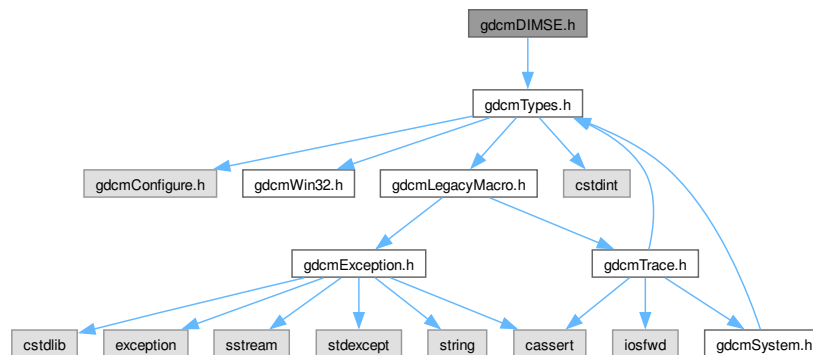 gdcmDIMSE.h
gdcmTypes.h
gdcmConfigure.h
gdcmWin32.h
gdcmLegacyMacro.h
cstdint
gdcmException.h
gdcmTrace.h
cstdlib
exception
sstream
stdexcept
string
cassert
iosfwd
gdcmSystem.h